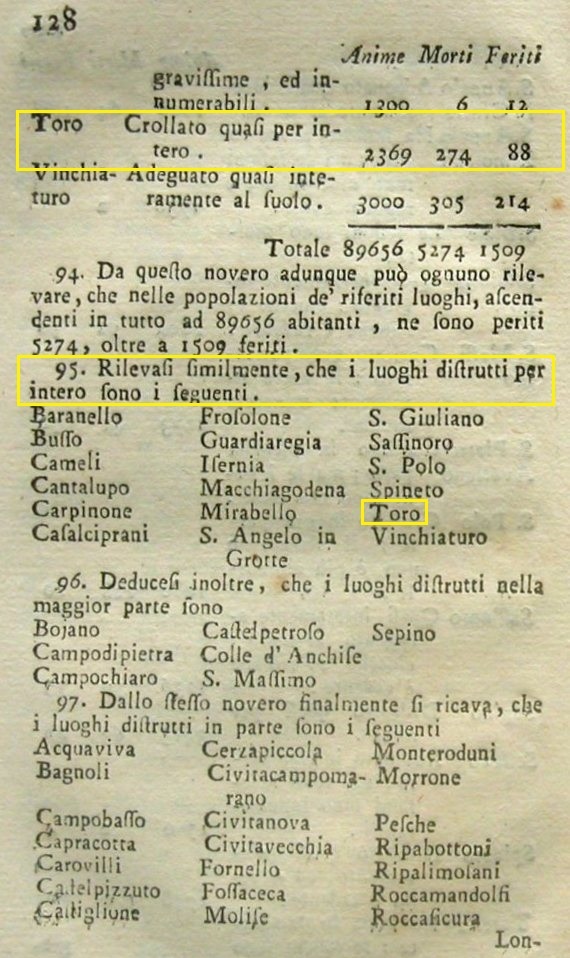 128
Anime Morti Feriti
graviſſime , ed in-
numerabili . 1300 6 13
Toro Crollato quaſi per in-
tero . 2369 274 88
Vinchia- Adeguato quaſi inte-
turo ramente al ſuolo . 3000 305 214
Totale 89656 5274 1509
94. Da queſto novero adunque può ognuno rile-
vare, che nelle popolazioni de' riferiti luoghi, aſcen-
denti in tutto ad 89656 abitanti , ne ſono periti
5274, oltre a 1509 feriti .
95. Rilevaſi ſimilmente, che i luoghi diſtrutti per
intero ſono i ſeguenti .
Baranello Froſolone S. Giuliano
Buſſo Guardiaregia Saſſinoro
Cameli Iſernia S. Polo
Cantalupo Macchiagodena Spineto
Carpinone Mirabello Toro
Caſalciprani S. Angelo in Vinchiaturo
Grotte
96. Deduceſi inoltre, che i luoghi diſtrutti nella
maggior parte ſono
Bojano Caſtelpetroſo Sepino
Campodipietra Colle d' Anchiſe
Campochiaro S. Maſſimo
97. Dallo ſteſſo novero finalmente ſi ricava, che
i luoghi diſtrutti in parte ſono i ſeguenti
Acquaviva Cerzapiccola Monteroduni
Bagnoli Civitacampoma- Morrone
rano
Campobaſſo Civitanova Peſche
Capracotta Civitavecchia Ripabottoni
Carovilli Fornello Ripalimoſani
Caſtelpizzuto Foſſaceca Roccamandolfi
Caſtiglione Moliſe Roccaſicura
Lon-